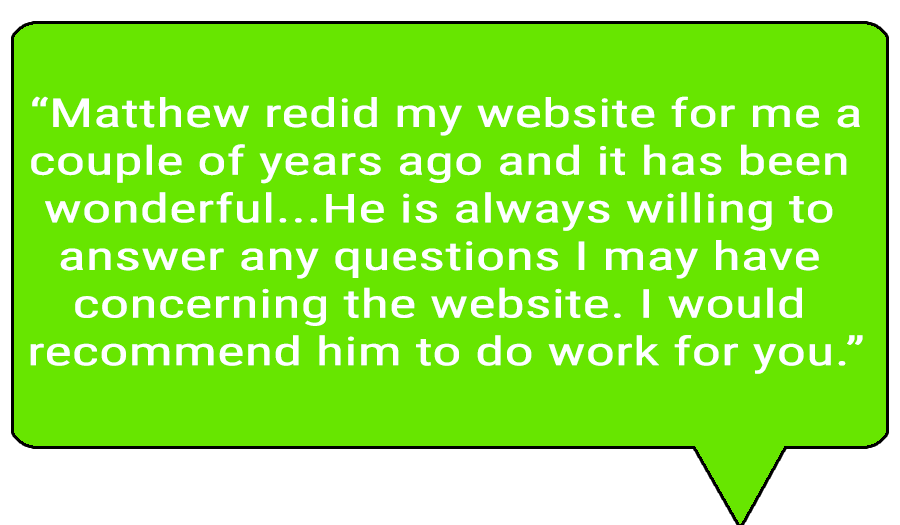 “Matthew redid my website for me a
couple of years ago and it has been
wonderful...He is always willing to
answer any questions I may have
concerning the website. I would
recommend him to do work for you.”